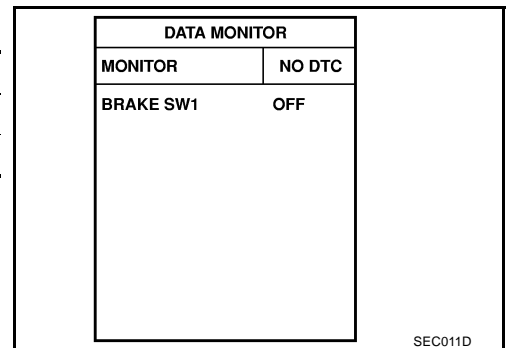 DATA MONITOR
MONITOR NO DTC
BRAKE SW1 OFF
SEC011D